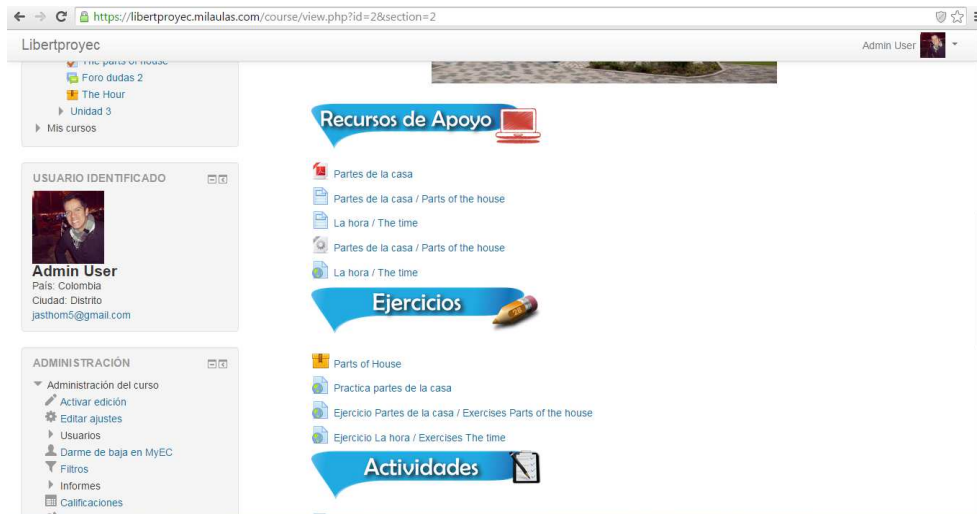 https://libertproyec.milaulas.com/course/view.php?id=2&section=2
Libertproyec
Admin User
The parts of house
Foro dudas 2
The Hour
Unidad 3
Mis cursos
USUARIO IDENTIFICADO
Admin User
País: Colombia
Ciudad: Distrito
jasthom5@gmail.com
ADMINISTRACIÓN
Administración del curso
Activar edición
Editar ajustes
Usuarios
Darme de baja en MyEC
Filtros
Informes
Calificaciones
Recursos de Apoyo
Partes de la casa
Partes de la casa / Parts of the house
La hora / The time
Partes de la casa / Parts of the house
La hora / The time
Ejercicios
Parts of House
Practica partes de la casa
Ejercicio Partes de la casa / Exercises Parts of the house
Ejercicio La hora / Exercises The time
Actividades